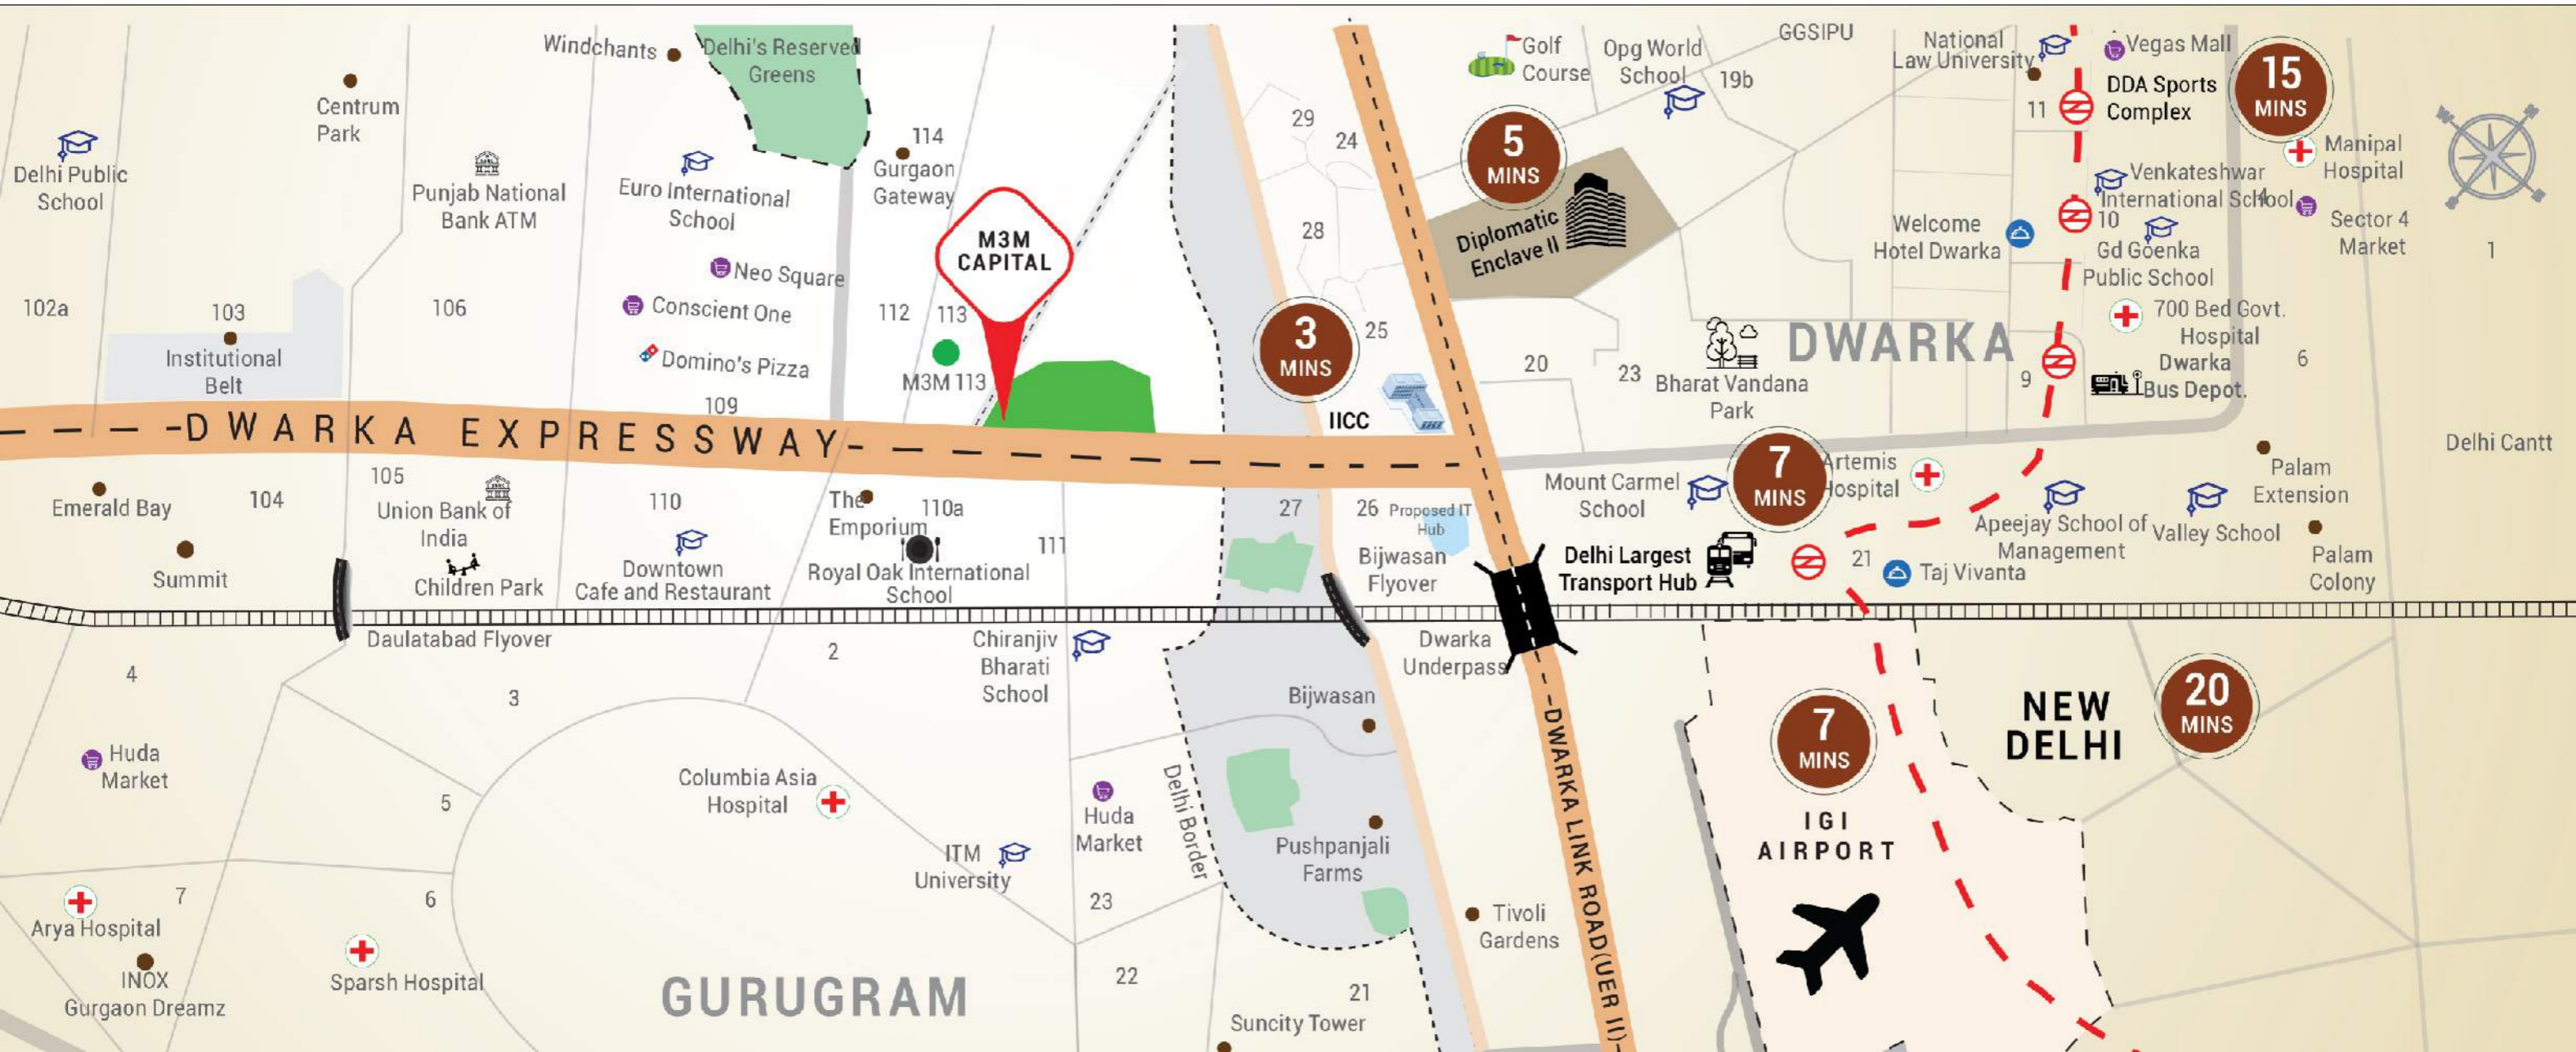 Windchants
Delhi's Reserved
Greens
Centrum
Park
Delhi Public
School
Punjab National
Bank ATM
Euro International
School
114
Gurgaon
Gateway
M3M
CAPITAL
Neo Square
Conscient One
Domino's Pizza
102a
103
Institutional
Belt
106
109
112
113
M3M 113
29
24
28
25
3
MINS
IICC
Golf
Course
Opg World
School
19b
GGSIPU
5
MINS
Diplomatic
Enclave II
National
Law University
Vegas Mall
DDA Sports
Complex
11
15
MINS
Manipal
Hospital
Venkateshwar
International School
4
10
Sector 4
Market
Welcome
Hotel Dwarka
Gd Goenka
Public School
1
700 Bed Govt.
Hospital
Dwarka
Bus Depot.
6
9
DWARKA
20
23
Bharat Vandana
Park
-DWARKA EXPRESSWAY-
Delhi Cantt
Emerald Bay
104
Summit
105
Union Bank of
India
Children Park
110
Downtown
Cafe and Restaurant
The
Emporium
110a
Royal Oak International
School
111
27
26
Proposed IT
Hub
Bijwasan
Flyover
Mount Carmel
School
7
MINS
Artemis
Hospital
Delhi Largest
Transport Hub
21
Taj Vivanta
Apeejay School of
Management
Valley School
Palam
Extension
Palam
Colony
Daulatabad Flyover
4
3
2
Chiranjiv
Bharati
School
Bijwasan
Dwarka
Underpass
-DWARKA LINK ROAD(UER II)-
7
MINS
IGI
AIRPORT
NEW
DELHI
20
MINS
Huda
Market
5
Columbia Asia
Hospital
Huda
Market
Delhi Border
Pushpanjali
Farms
ITM
University
23
7
6
Arya Hospital
INOX
Gurgaon Dreamz
Sparsh Hospital
GURUGRAM
22
21
Suncity Tower
Tivoli
Gardens